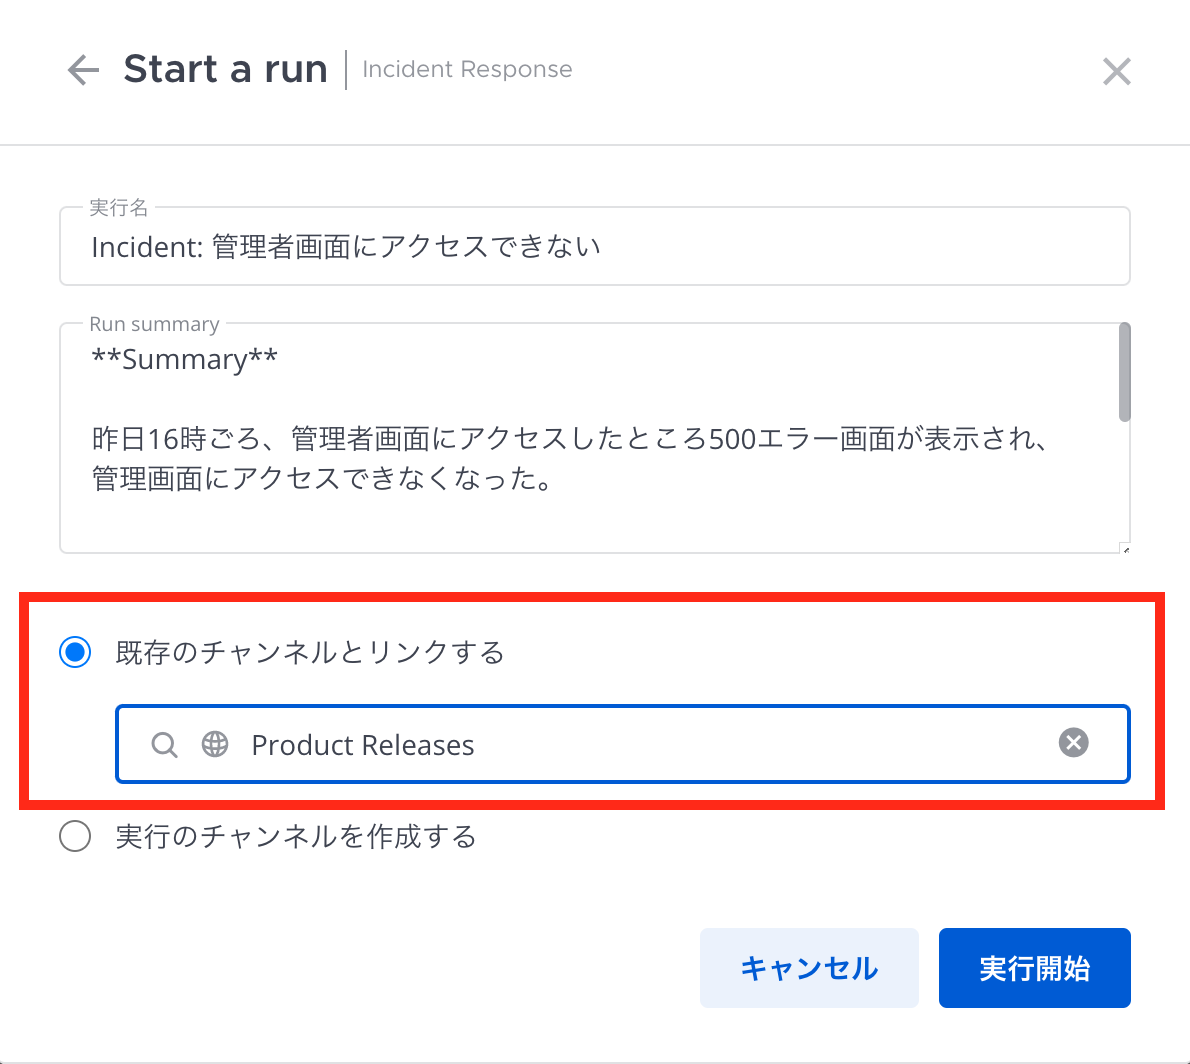 Start a run
Incident Response
実行名
Incident: 管理者画面にアクセスできない
Run summary
**Summary**
昨日16時ごろ、管理者画面にアクセスしたところ500エラー画面が表示され、
管理画面にアクセスできなくなった。
既存のチャンネルとリンクする
Product Releases
実行のチャンネルを作成する
キャンセル
実行開始